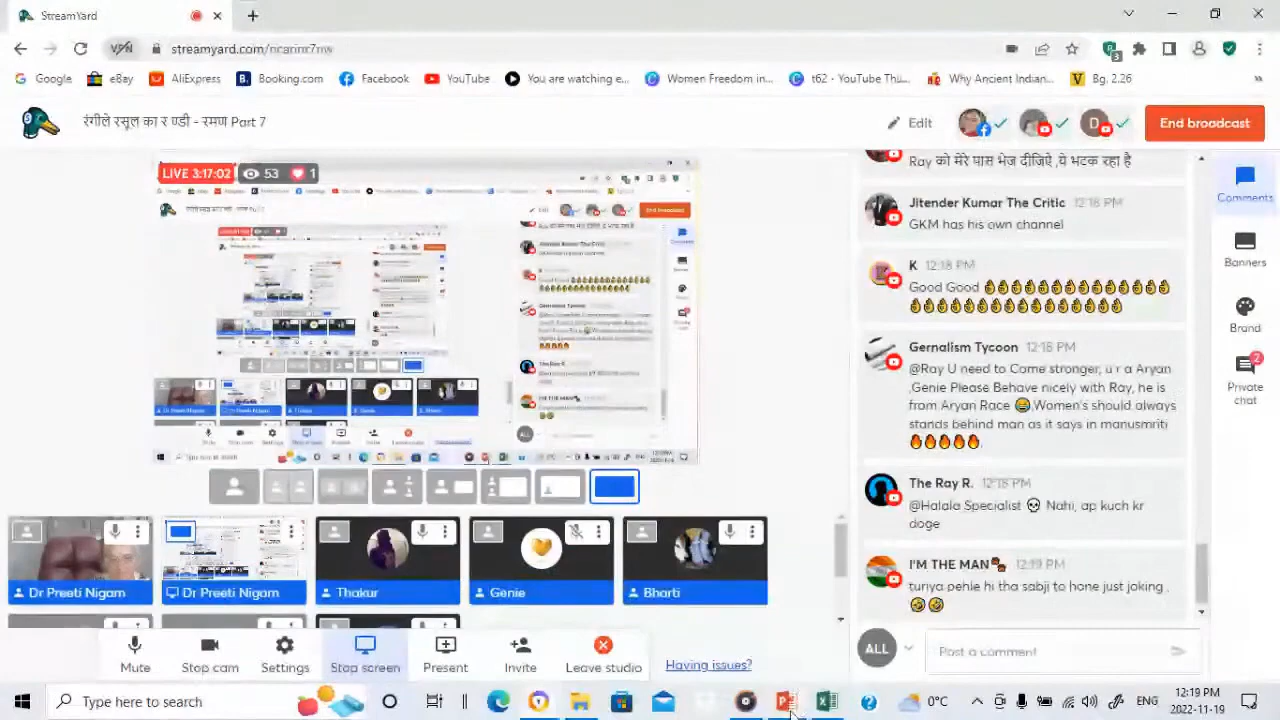 StreamYard
VPN
streamyard.com/
Google
eBay
AliExpress
Booking.com
Facebook
YouTube
You are watching e...
Women Freedom in...
t62 - YouTube Thu...
Why Ancient Indian...
Bg. 2.26
»
रंगीले रसूल का र ण्डी - रमण Part 7
Edit
D
End broadcast
LIVE 3:17:02
53
1
Ray को मेरे पास भेज दीजिऐ ,ये भटक रहा है
Jitender Kumar The Critic
GKM has his own channel
K 12:18 PM
Good God
Gernalism Tycoon 12:18 PM
@Ray U need to Come stronger, u r a Aryan
Genie Please Behave nicely with Ray, he is
from Aryan Race Women's should always
stand behind Man as it says in manusmriti
The Ray R. 12:18 PM
@Halala Specialist Nahi, ap kuch kr
doge
I'M THE MAN 12:19 PM
turiya pehle hi tha sabji to hone just joking .
Comments
Banners
Brand
2
Private
chat
Dr Preeti Nigam
Dr Preeti Nigam
Thakur
Genie
Bharti
Mute
Stop cam
Settings
Stop screen
Present
Invite
Leave studio
Having issues?
ALL
Post a comment
Type here to search
0°C
ENG
12:19 PM
2022-11-19